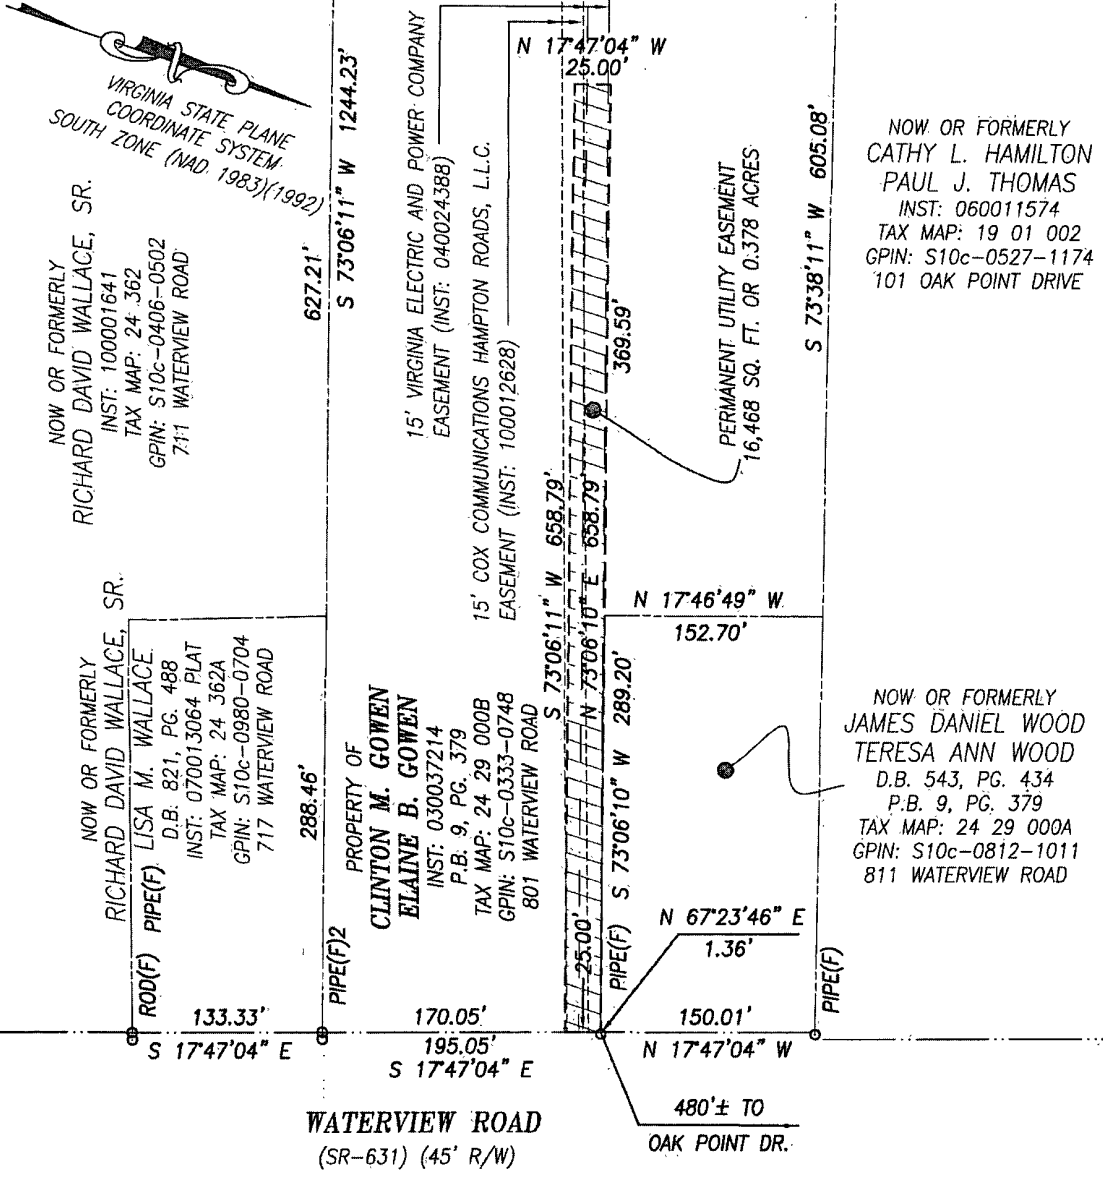 VIRGINIA STATE PLANE
COORDINATE SYSTEM
SOUTH ZONE (NAD 1983)(1992)
1244.23'
S 73°06'11" W
627.21'
NOW OR FORMERLY
RICHARD DAVID WALLACE, SR.
INST: 100001641
TAX MAP: 24 362
GPIN: S10c-0406-0502
711 WATERVIEW ROAD
15' VIRGINIA ELECTRIC AND POWER COMPANY
EASEMENT (INST: 040024388)
15' COX COMMUNICATIONS HAMPTON ROADS, L.L.C.
EASEMENT (INST: 100012628)
N 17°47'04" W
25.00'
369.59'
PERMANENT UTILITY EASEMENT
16,468 SQ. FT. OR 0.378 ACRES
S 73°38'11" W 605.08'
NOW OR FORMERLY
CATHY L. HAMILTON
PAUL J. THOMAS
INST: 060011574
TAX MAP: 19 01 002
GPIN: S10c-0527-1174
101 OAK POINT DRIVE
S 73°06'11" W 658.79'
N 73°06'10" E 658.79'
N 17°46'49" W
152.70'
NOW OR FORMERLY
RICHARD DAVID WALLACE, SR.
LISA M. WALLACE
D.B. 821, PG. 488
INST: 070013064 PLAT
TAX MAP: 24 362A
GPIN: S10c-0980-0704
717 WATERVIEW ROAD
288.46'
PROPERTY OF
CLINTON M. GOWEN
ELAINE B. GOWEN
INST: 030037214
P.B. 9, PG. 379
TAX MAP: 24 29 000B
GPIN: S10c-0333-0748
801 WATERVIEW ROAD
S 73°06'10" W 289.20'
NOW OR FORMERLY
JAMES DANIEL WOOD
TERESA ANN WOOD
D.B. 543, PG. 434
P.B. 9, PG. 379
TAX MAP: 24 29 000A
GPIN: S10c-0812-1011
811 WATERVIEW ROAD
ROD(F)
PIPE(F)
PIPE(F)2
25.00'
PIPE(F)
N 67°23'46" E
1.36'
PIPE(F)
133.33'
S 17°47'04" E
170.05'
195.05'
S 17°47'04" E
150.01'
N 17°47'04" W
WATERVIEW ROAD
(SR-631) (45' R/W)
480'± TO
OAK POINT DR.